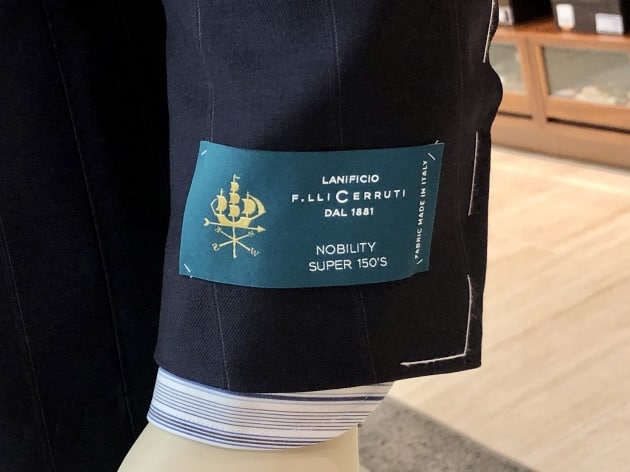 LANIFICIO
F.LLI CERRUTI
DAL 1881
NOBILITY
SUPER 150'S
FABRIC MADE IN ITALY